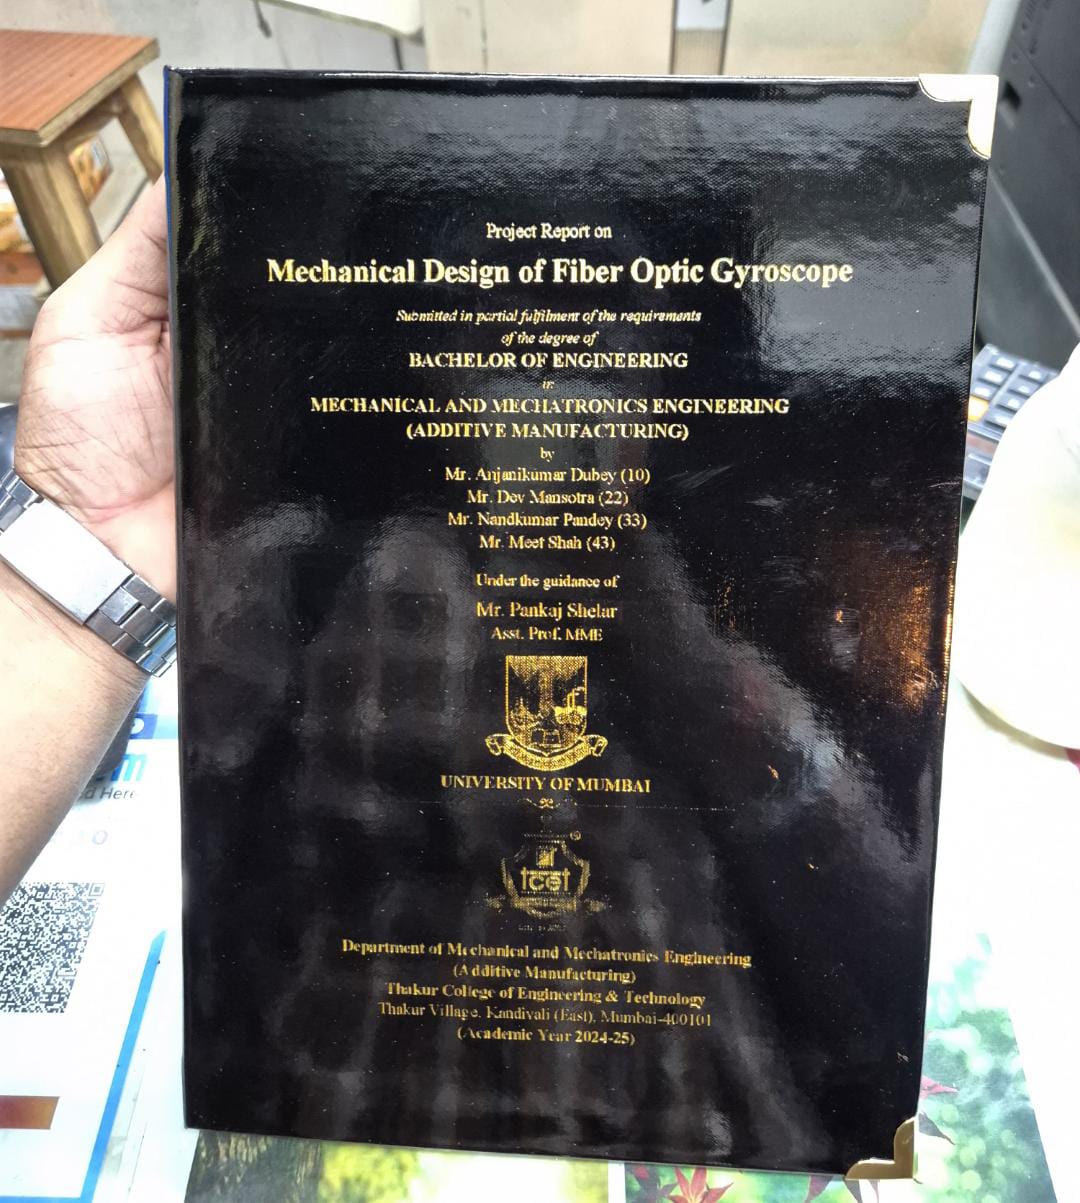 Project Report on
Mechanical Design of Fiber Optic Gyroscope
Submitted in partial fulfilment of the requirements
of the degree of
BACHELOR OF ENGINEERING
in
MECHANICAL AND MECHATRONICS ENGINEERING
(ADDITIVE MANUFACTURING)
by
Mr. Anjanikumar Dubey (10)
Mr. Dev Mansotra (22)
Mr. Nandkumar Pandey (33)
Mr. Meet Shah (43)
Under the guidance of
Mr. Pankaj Shelar
Asst. Prof. MME
UNIVERSITY OF MUMBAI
tcet
Department of Mechanical and Mechatronics Engineering
(Additive Manufacturing)
Thakur College of Engineering & Technology
Thakur Village, Kandivali (East), Mumbai-400101
(Academic Year 2024-25)
Here